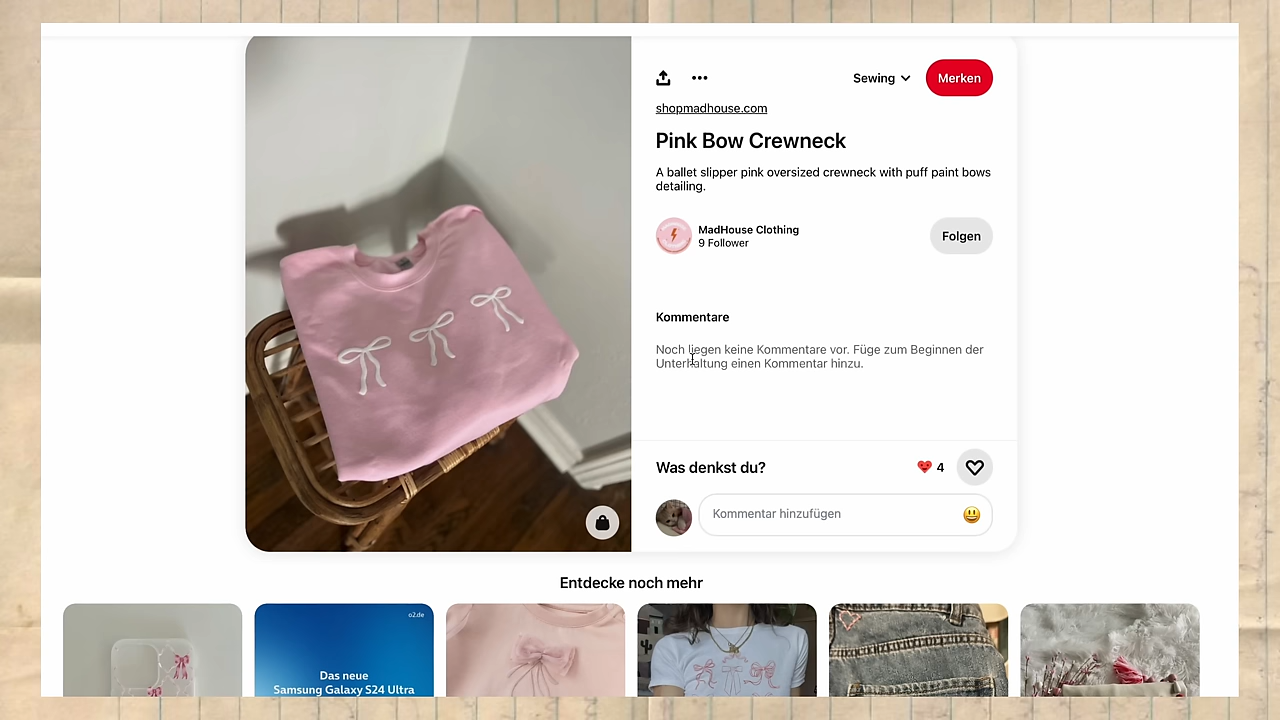 Sewing
Merken
shopmadhouse.com
Pink Bow Crewneck
A ballet slipper pink oversized crewneck with puff paint bows
detailing.
MadHouse Clothing
9 Follower
Folgen
Kommentare
Noch liegen keine Kommentare vor. Füge zum Beginnen der
Unterhaltung einen Kommentar hinzu.
Was denkst du?
4
Kommentar hinzufügen
Entdecke noch mehr
o2.de
Das neue
Samsung Galaxy S24 Ultra